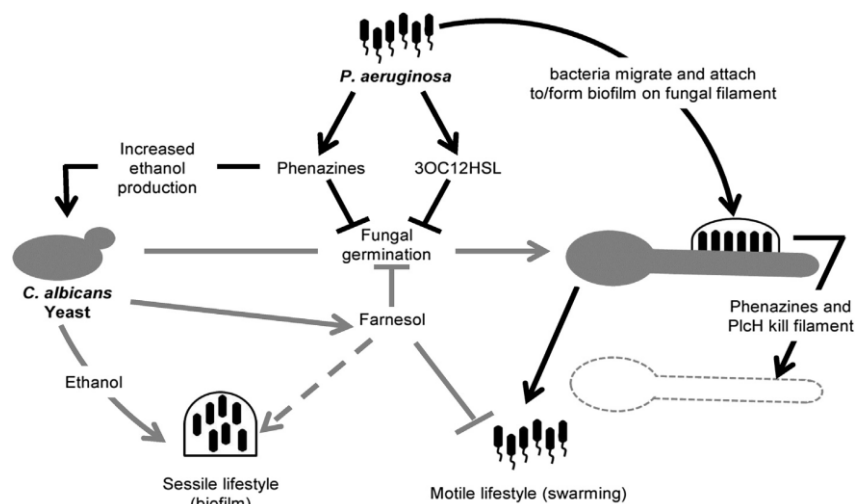 P. aeruginosa
bacteria migrate and attach
to/form biofilm on fungal filament
Increased
ethanol
production
Phenazines
3OC12HSL
Fungal
germination
C. albicans
Yeast
Farnesol
Phenazines and
PlcH kill filament
Ethanol
Sessile lifestyle
(biofilm)
Motile lifestyle (swarming)